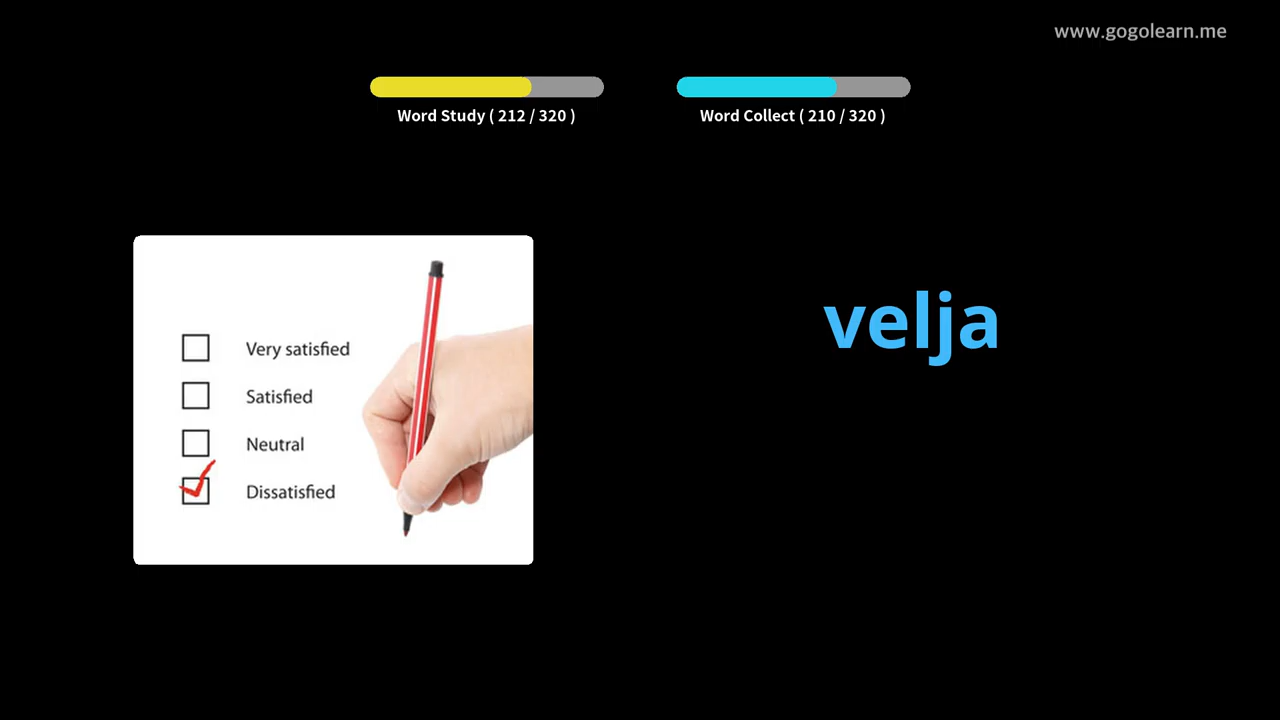 www.gogolearn.me
Word Study ( 212 / 320 )
Word Collect ( 210 / 320 )
velja
Very satisfied
Satisfied
Neutral
Dissatisfied